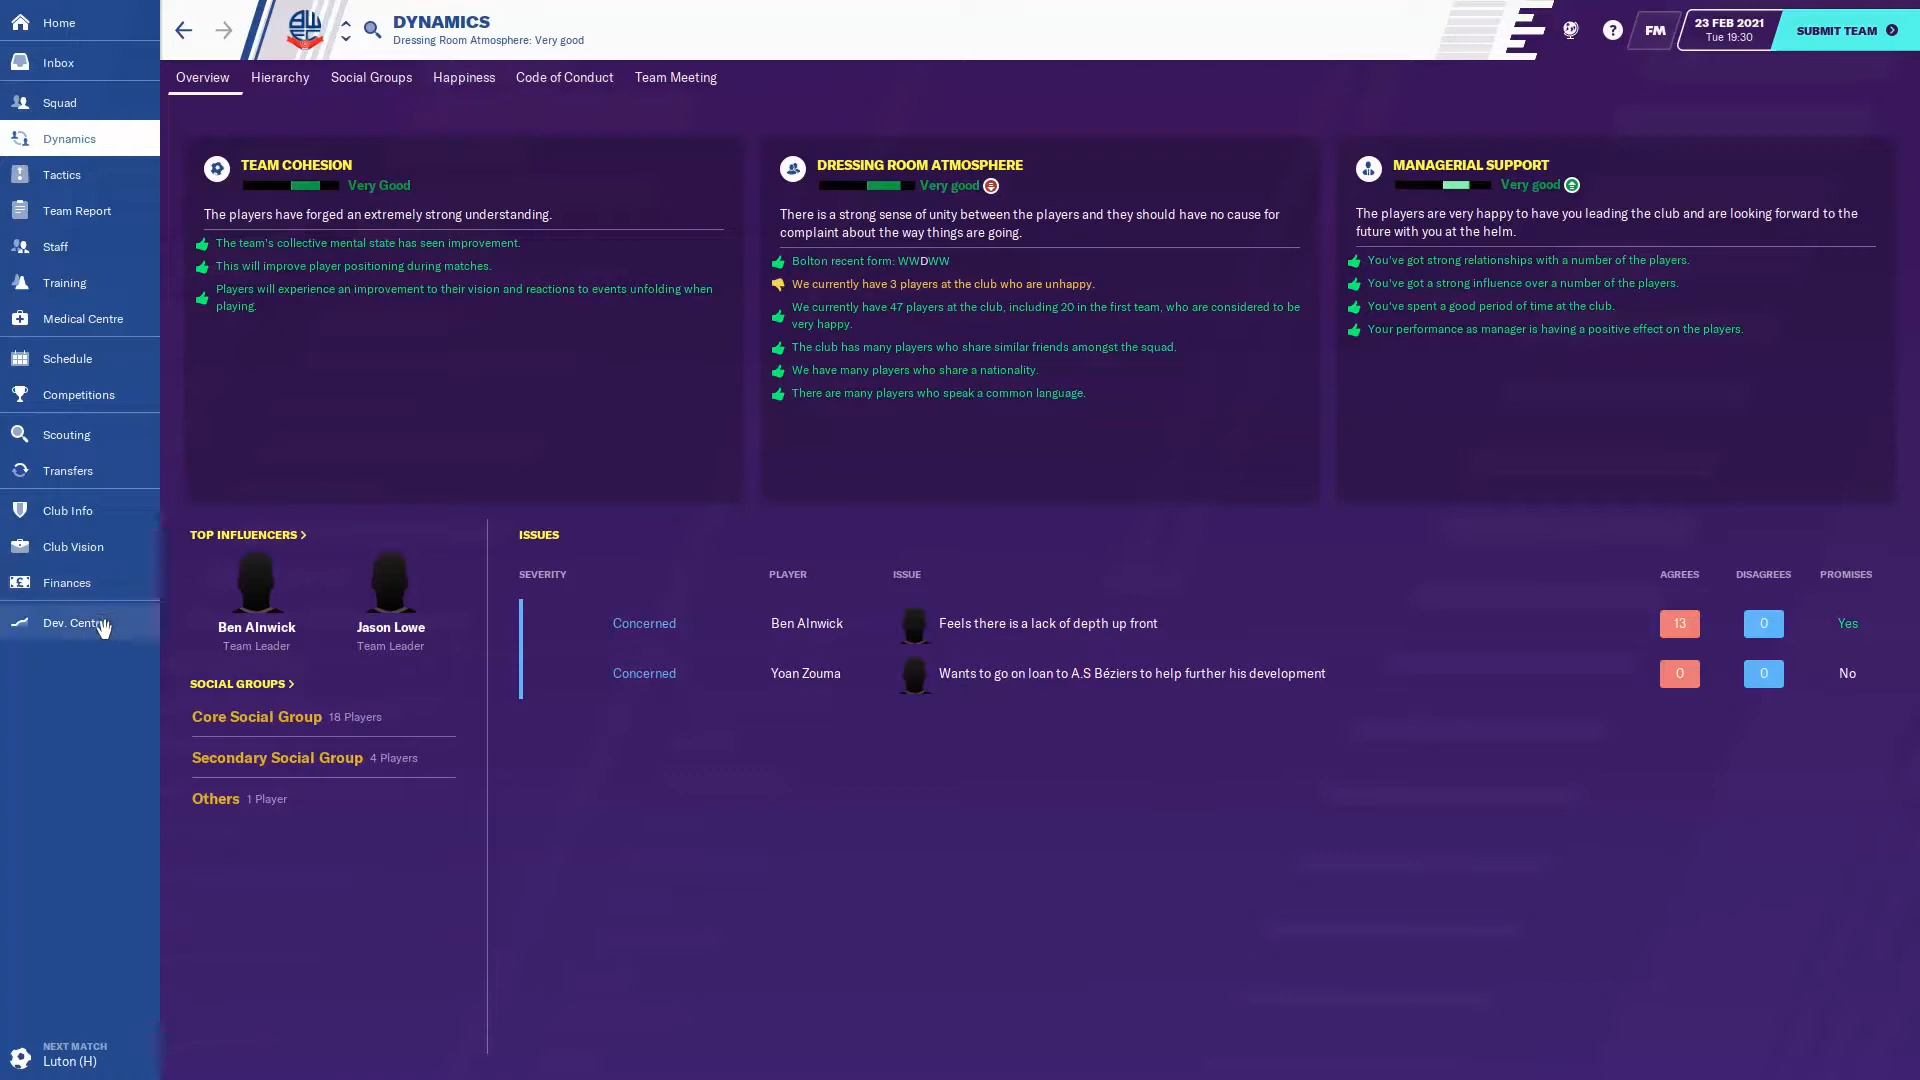 Home
Inbox
Squad
Dynamics
Tactics
Team Report
Staff
Training
Medical Centre
Schedule
Competitions
Scouting
Transfers
Club Info
Club Vision
Finances
Dev. Cent
NEXT MATCH
Luton (H)
DYNAMICS
Dressing Room Atmosphere: Very good
FM
23 FEB 2021
Tue 19:30
SUBMIT TEAM
Overview
Hierarchy
Social Groups
Happiness
Code of Conduct
Team Meeting
TEAM COHESION
Very Good
The players have forged an extremely strong understanding.
The team's collective mental state has seen improvement.
This will improve player positioning during matches.
Players will experience an improvement to their vision and reactions to events unfolding when
playing.
DRESSING ROOM ATMOSPHERE
Very good
There is a strong sense of unity between the players and they should have no cause for
complaint about the way things are going.
Bolton recent form: WWDWW
We currently have 3 players at the club who are unhappy.
We currently have 47 players at the club, including 20 in the first team, who are considered to be
very happy.
The club has many players who share similar friends amongst the squad.
We have many players who share a nationality.
There are many players who speak a common language.
MANAGERIAL SUPPORT
Very good
The players are very happy to have you leading the club and are looking forward to the
future with you at the helm.
You've got strong relationships with a number of the players.
You've got a strong influence over a number of the players.
You've spent a good period of time at the club.
Your performance as manager is having a positive effect on the players.
TOP INFLUENCERS >
Ben Alnwick
Team Leader
Jason Lowe
Team Leader
SOCIAL GROUPS >
Core Social Group 18 Players
Secondary Social Group 4 Players
Others 1 Player
ISSUES
SEVERITY PLAYER ISSUE AGREES DISAGREES PROMISES
Concerned Ben Alnwick Feels there is a lack of depth up front 13 0 Yes
Concerned Yoan Zouma Wants to go on loan to A.S Béziers to help further his development 0 0 No